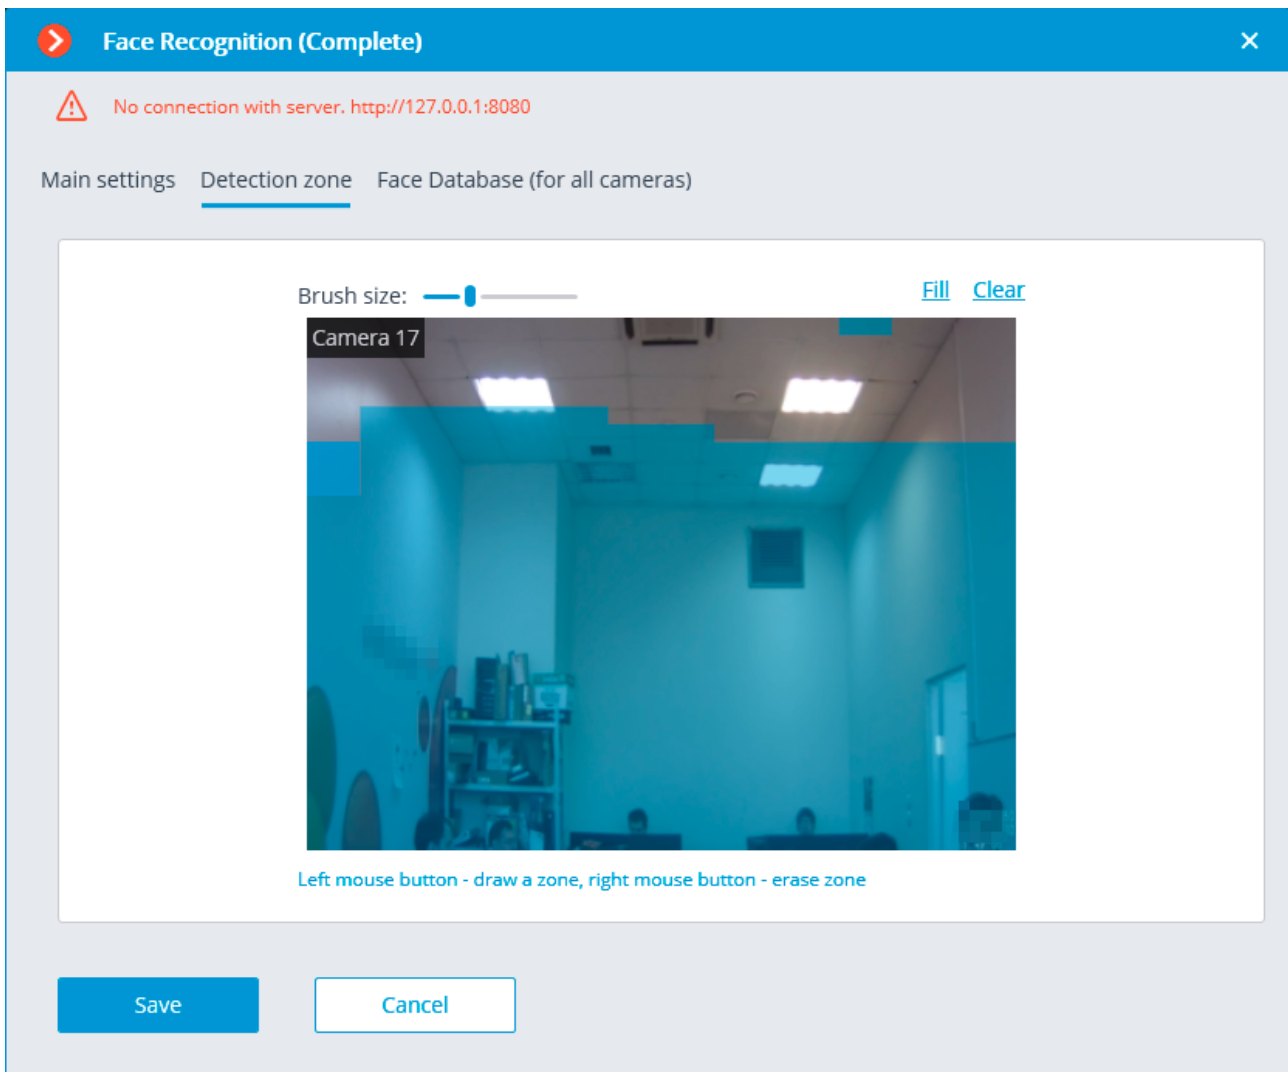 Face Recognition (Complete)
No connection with server. http://127.0.0.1:8080
Main settings Detection zone Face Database (for all cameras)
Brush size: Fill Clear
Camera 17
Left mouse button - draw a zone, right mouse button - erase zone
Save Cancel